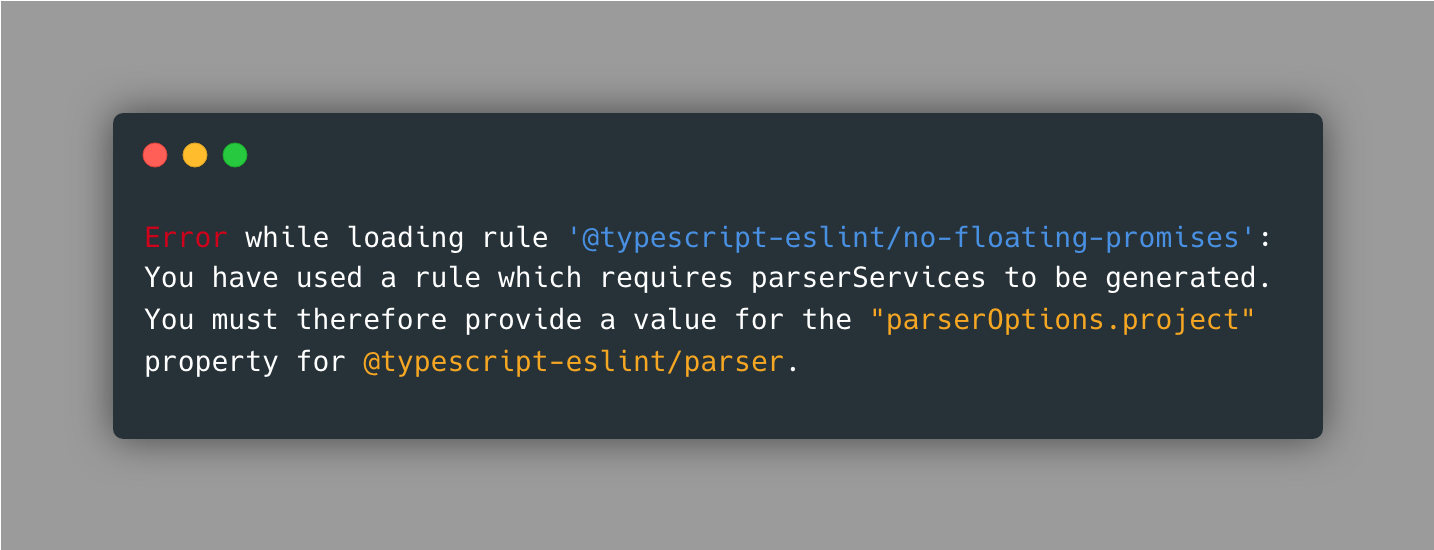 Error while loading rule '@typescript-eslint/no-floating-promises':
You have used a rule which requires parserServices to be generated.
You must therefore provide a value for the "parserOptions.project"
property for @typescript-eslint/parser.